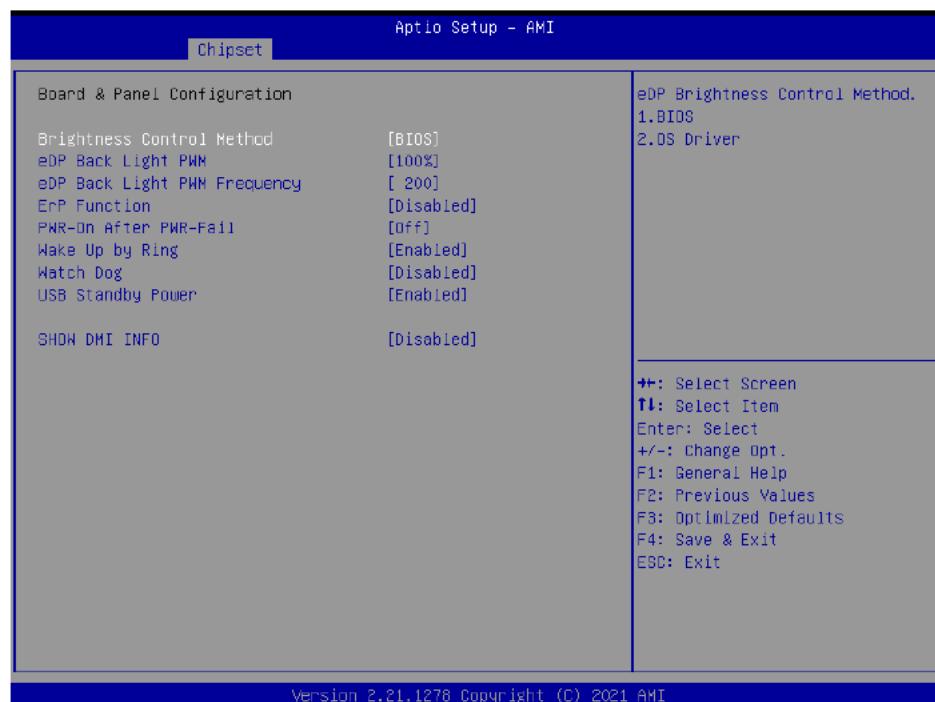 Aptio Setup - AMI
Chipset
Board & Panel Configuration
Brightness Control Method [BIOS]
eDP Back Light PWM [100%]
eDP Back Light PWM Frequency [ 200]
ErP Function [Disabled]
PWR-On After PWR-Fail [Off]
Wake Up by Ring [Enabled]
Watch Dog [Disabled]
USB Standby Power [Enabled]
SHOW DMI INFO [Disabled]
eDP Brightness Control Method.
1.BIOS
2.OS Driver
→←: Select Screen
↑↓: Select Item
Enter: Select
+/-: Change Opt.
F1: General Help
F2: Previous Values
F3: Optimized Defaults
F4: Save & Exit
ESC: Exit
Version 2.21.1278 Copyright (C) 2021 AMI